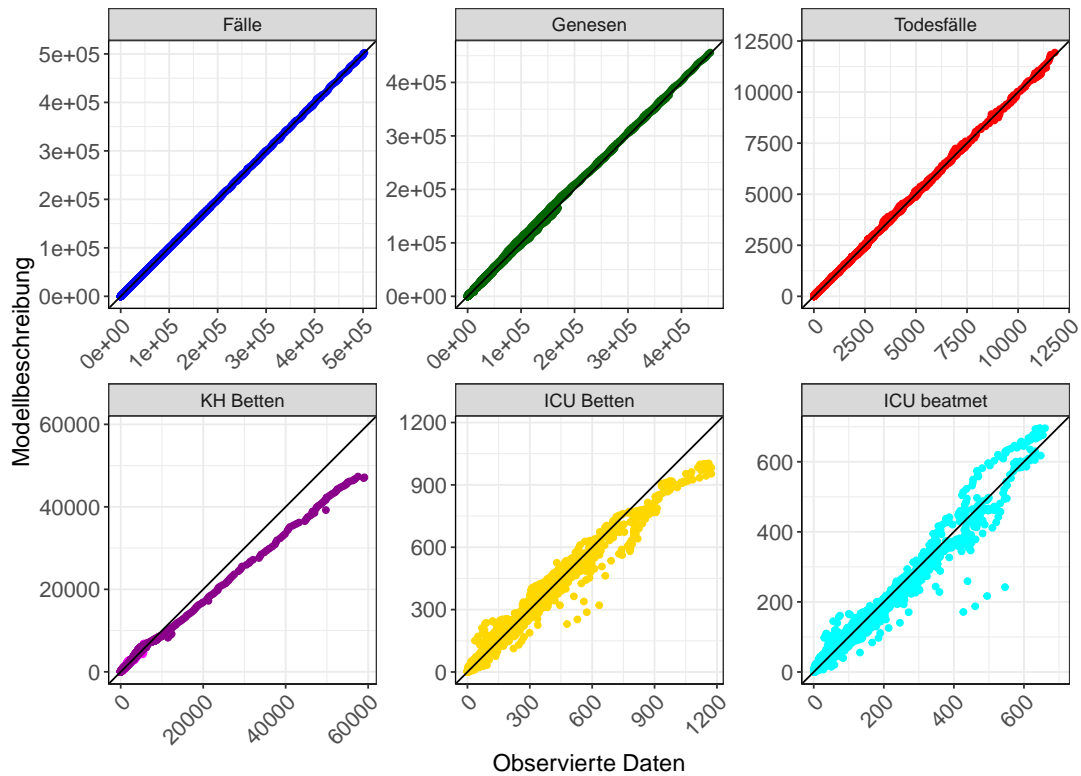 Fälle
Genesen
Todesfälle
5e+05
4e+05
3e+05
2e+05
1e+05
0e+00
4e+05
3e+05
2e+05
1e+05
0e+00
12500
10000
7500
5000
2500
0
0e+00 1e+05 2e+05 3e+05 4e+05 5e+05
0e+00 1e+05 2e+05 3e+05 4e+05
0 2500 5000 7500 10000 12500
Modellbeschreibung
KH Betten
ICU Betten
ICU beatmet
60000
40000
20000
0
1200
900
600
300
0
600
400
200
0
0 20000 40000 60000
0 300 600 900 1200
0 200 400 600
Observierte Daten